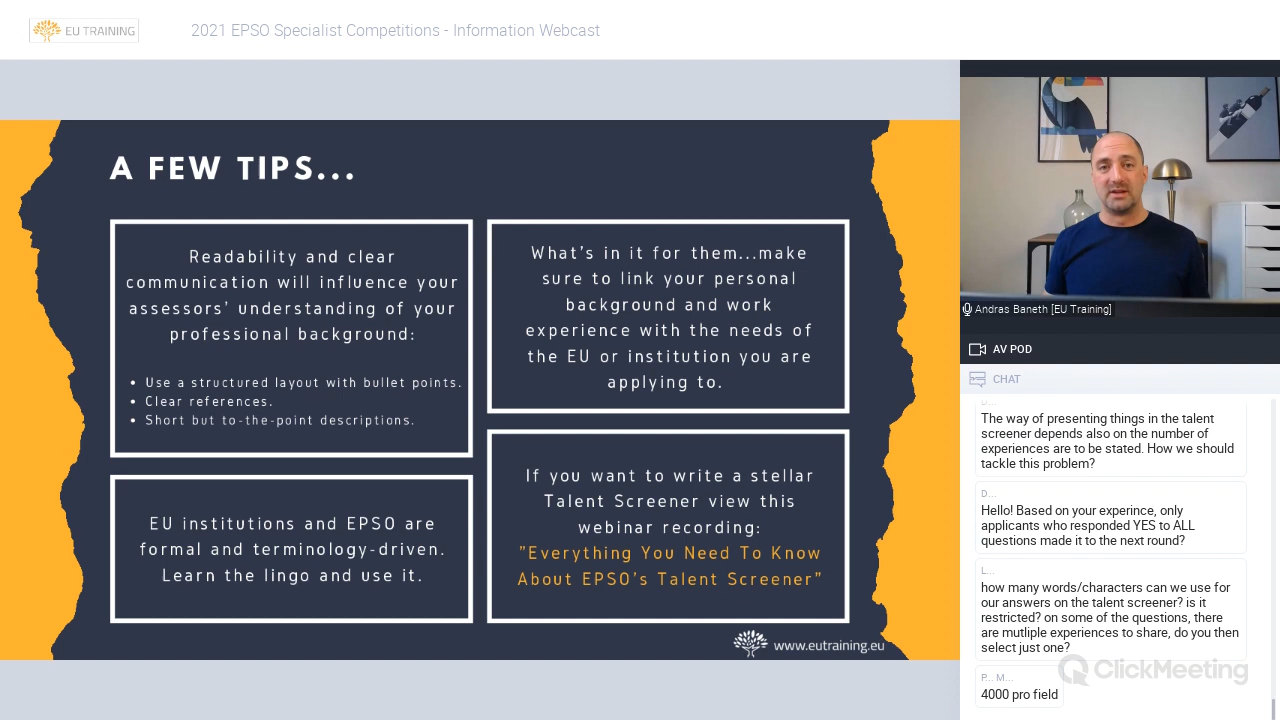 EU TRAINING
2021 EPSO Specialist Competitions - Information Webcast
A FEW TIPS...
Readability and clear
communication will influence your
assessors' understanding of your
professional background:
• Use a structured layout with bullet points.
• Clear references.
• Short but to-the-point descriptions.
What's in it for them...make
sure to link your personal
background and work
experience with the needs of
the EU or institution you are
applying to.
EU institutions and EPSO are
formal and terminology-driven.
Learn the lingo and use it.
If you want to write a stellar
Talent Screener view this
webinar recording:
"Everything You Need To Know
About EPSO's Talent Screener"
www.eutraining.eu
Andras Baneth [EU Training]
AV POD
CHAT
D...
The way of presenting things in the talent
screener depends also on the number of
experiences are to be stated. How we should
tackle this problem?
D...
Hello! Based on your experince, only
applicants who responded YES to ALL
questions made it to the next round?
L...
how many words/characters can we use for
our answers on the talent screener? is it
restricted? on some of the questions, there
are mutliple experiences to share, do you then
select just one?
P... M...
4000 pro field
ClickMeeting